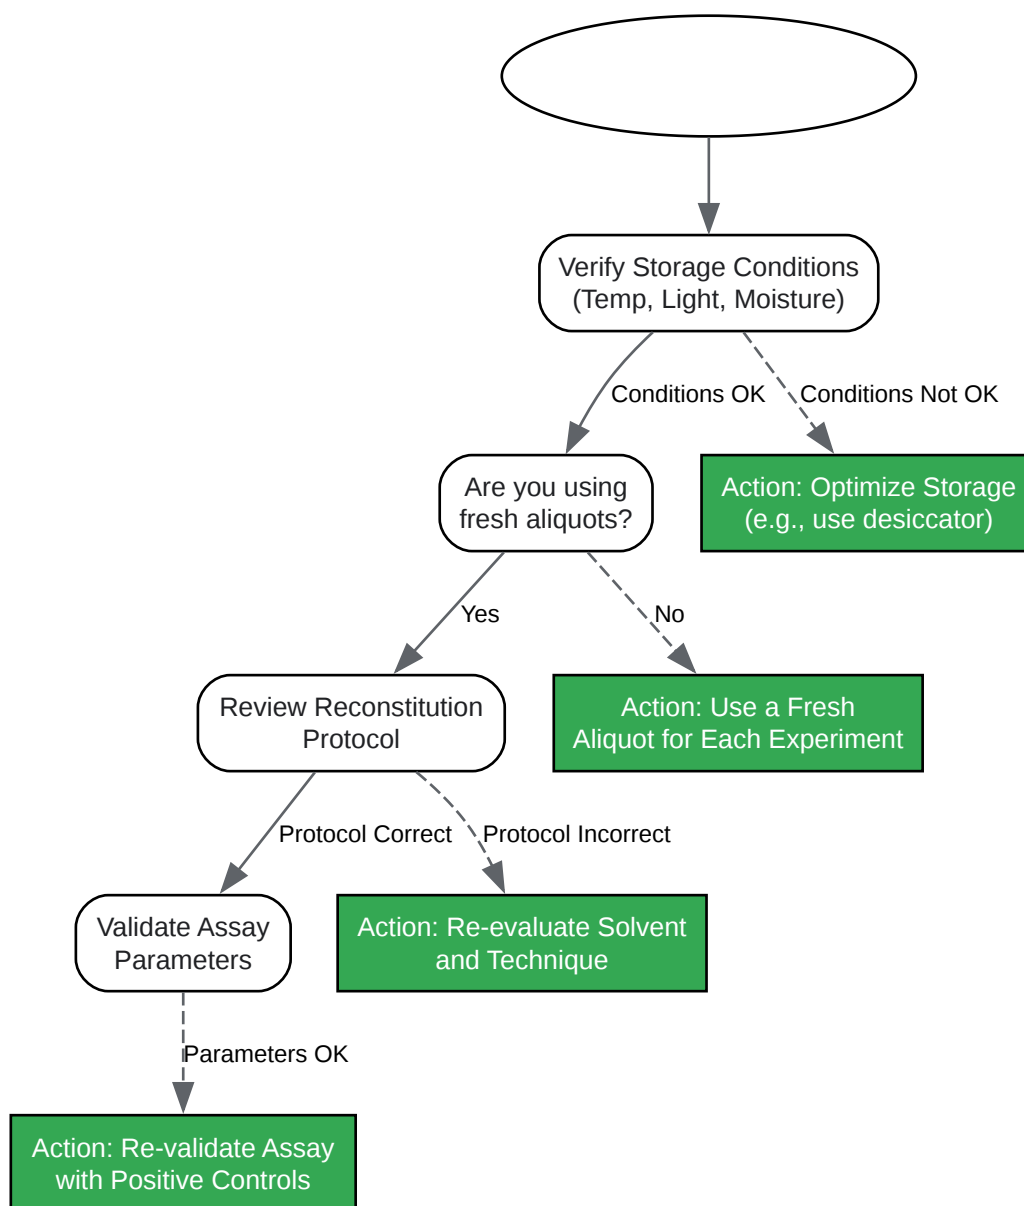 Verify Storage Conditions
(Temp, Light, Moisture)
Conditions OK
Conditions Not OK
Are you using
fresh aliquots?
Action: Optimize Storage
(e.g., use desiccator)
Yes
No
Review Reconstitution
Protocol
Action: Use a Fresh
Aliquot for Each Experiment
Protocol Correct
Protocol Incorrect
Validate Assay
Parameters
Action: Re-evaluate Solvent
and Technique
Parameters OK
Action: Re-validate Assay
with Positive Controls